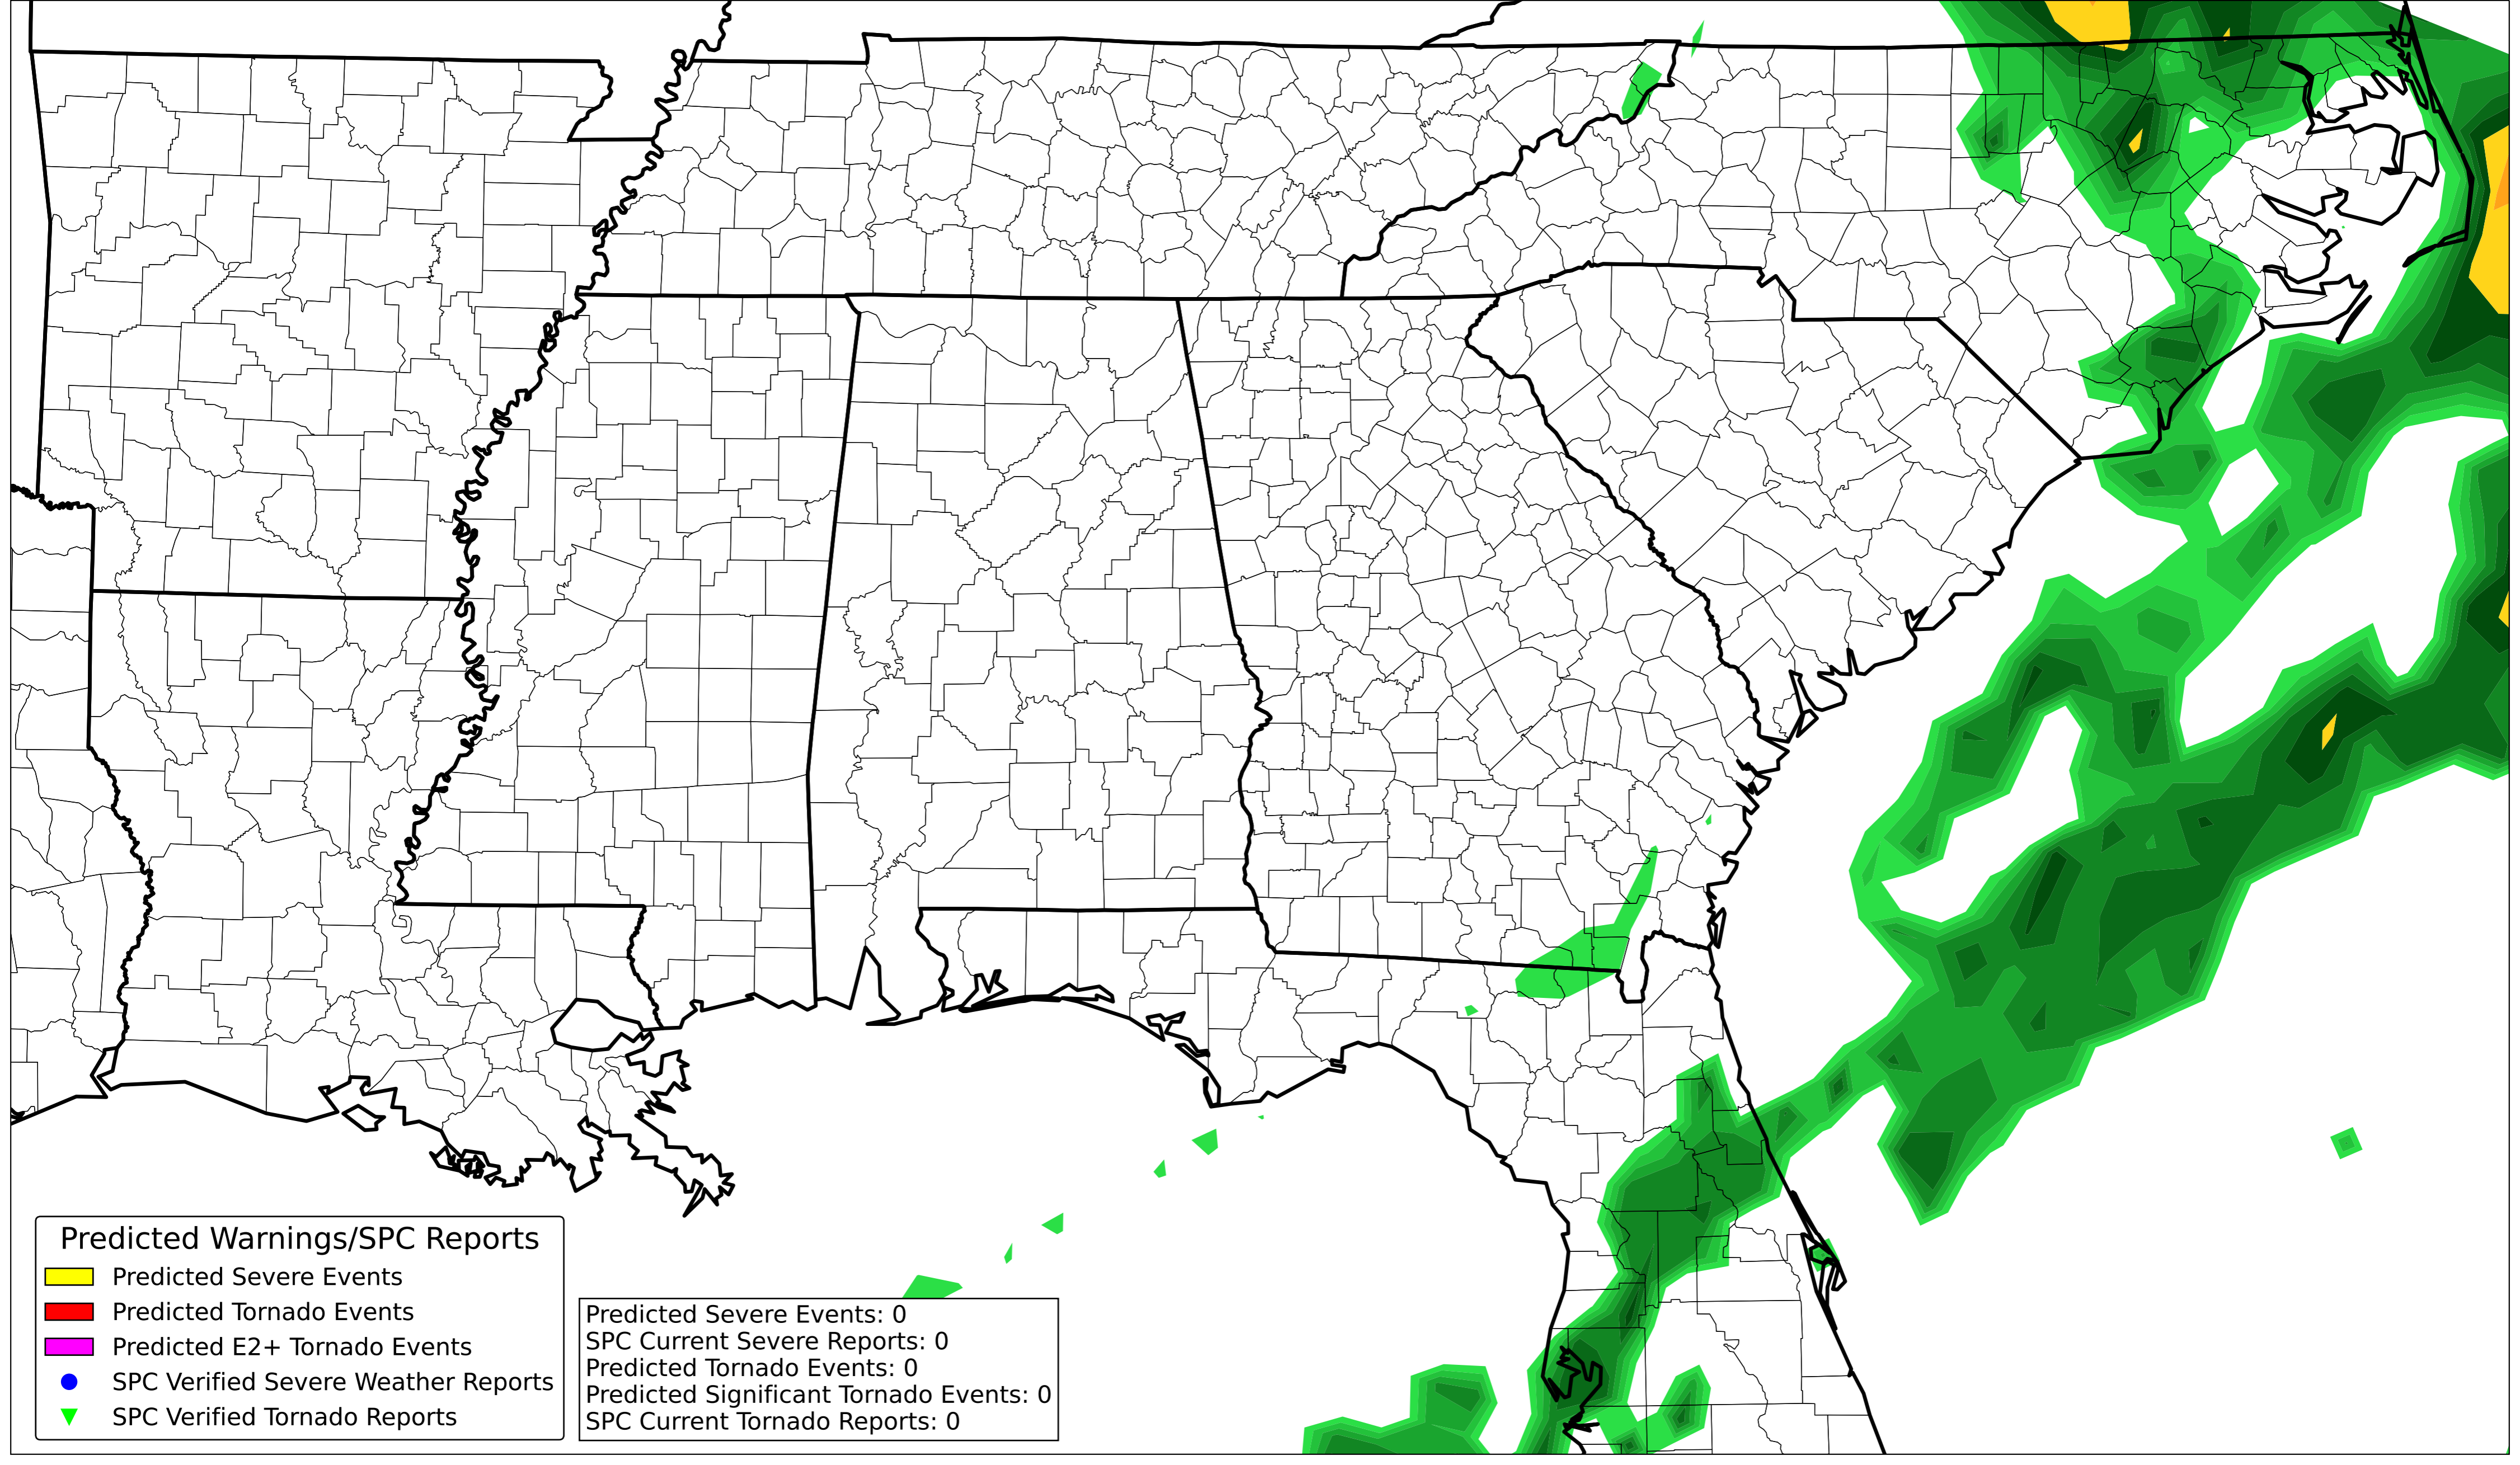 Predicted Warnings/SPC Reports
Predicted Severe Events
Predicted Tornado Events
Predicted E2+ Tornado Events
SPC Verified Severe Weather Reports
SPC Verified Tornado Reports
Predicted Severe Events: 0
SPC Current Severe Reports: 0
Predicted Tornado Events: 0
Predicted Significant Tornado Events: 0
SPC Current Tornado Reports: 0